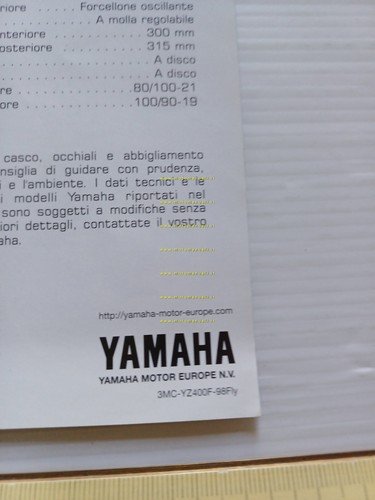 eriore . . . . . . Forcellone oscillante
. . . . . . . . . . A molla regolabile
nteriore . . . . . . . . . . 300 mm
osteriore . . . . . . . . . . 315 mm
. . . . . . . . . . A disco
. . . . . . . . . . A disco
re . . . . . . . . . . 80/100-21
ore . . . . . . . . . . 100/90-19
casco, occhiali e abbigliamento
nsiglia di guidare con prudenza,
i e l'ambiente. I dati tecnici e le
i modelli Yamaha riportati nel
sono soggetti a modifiche senza
iori dettagli, contattate il vostro
aha.
http://yamaha-motor-europe.com
YAMAHA
YAMAHA MOTOR EUROPE N.V.
3MC-YZ400F-98Fly